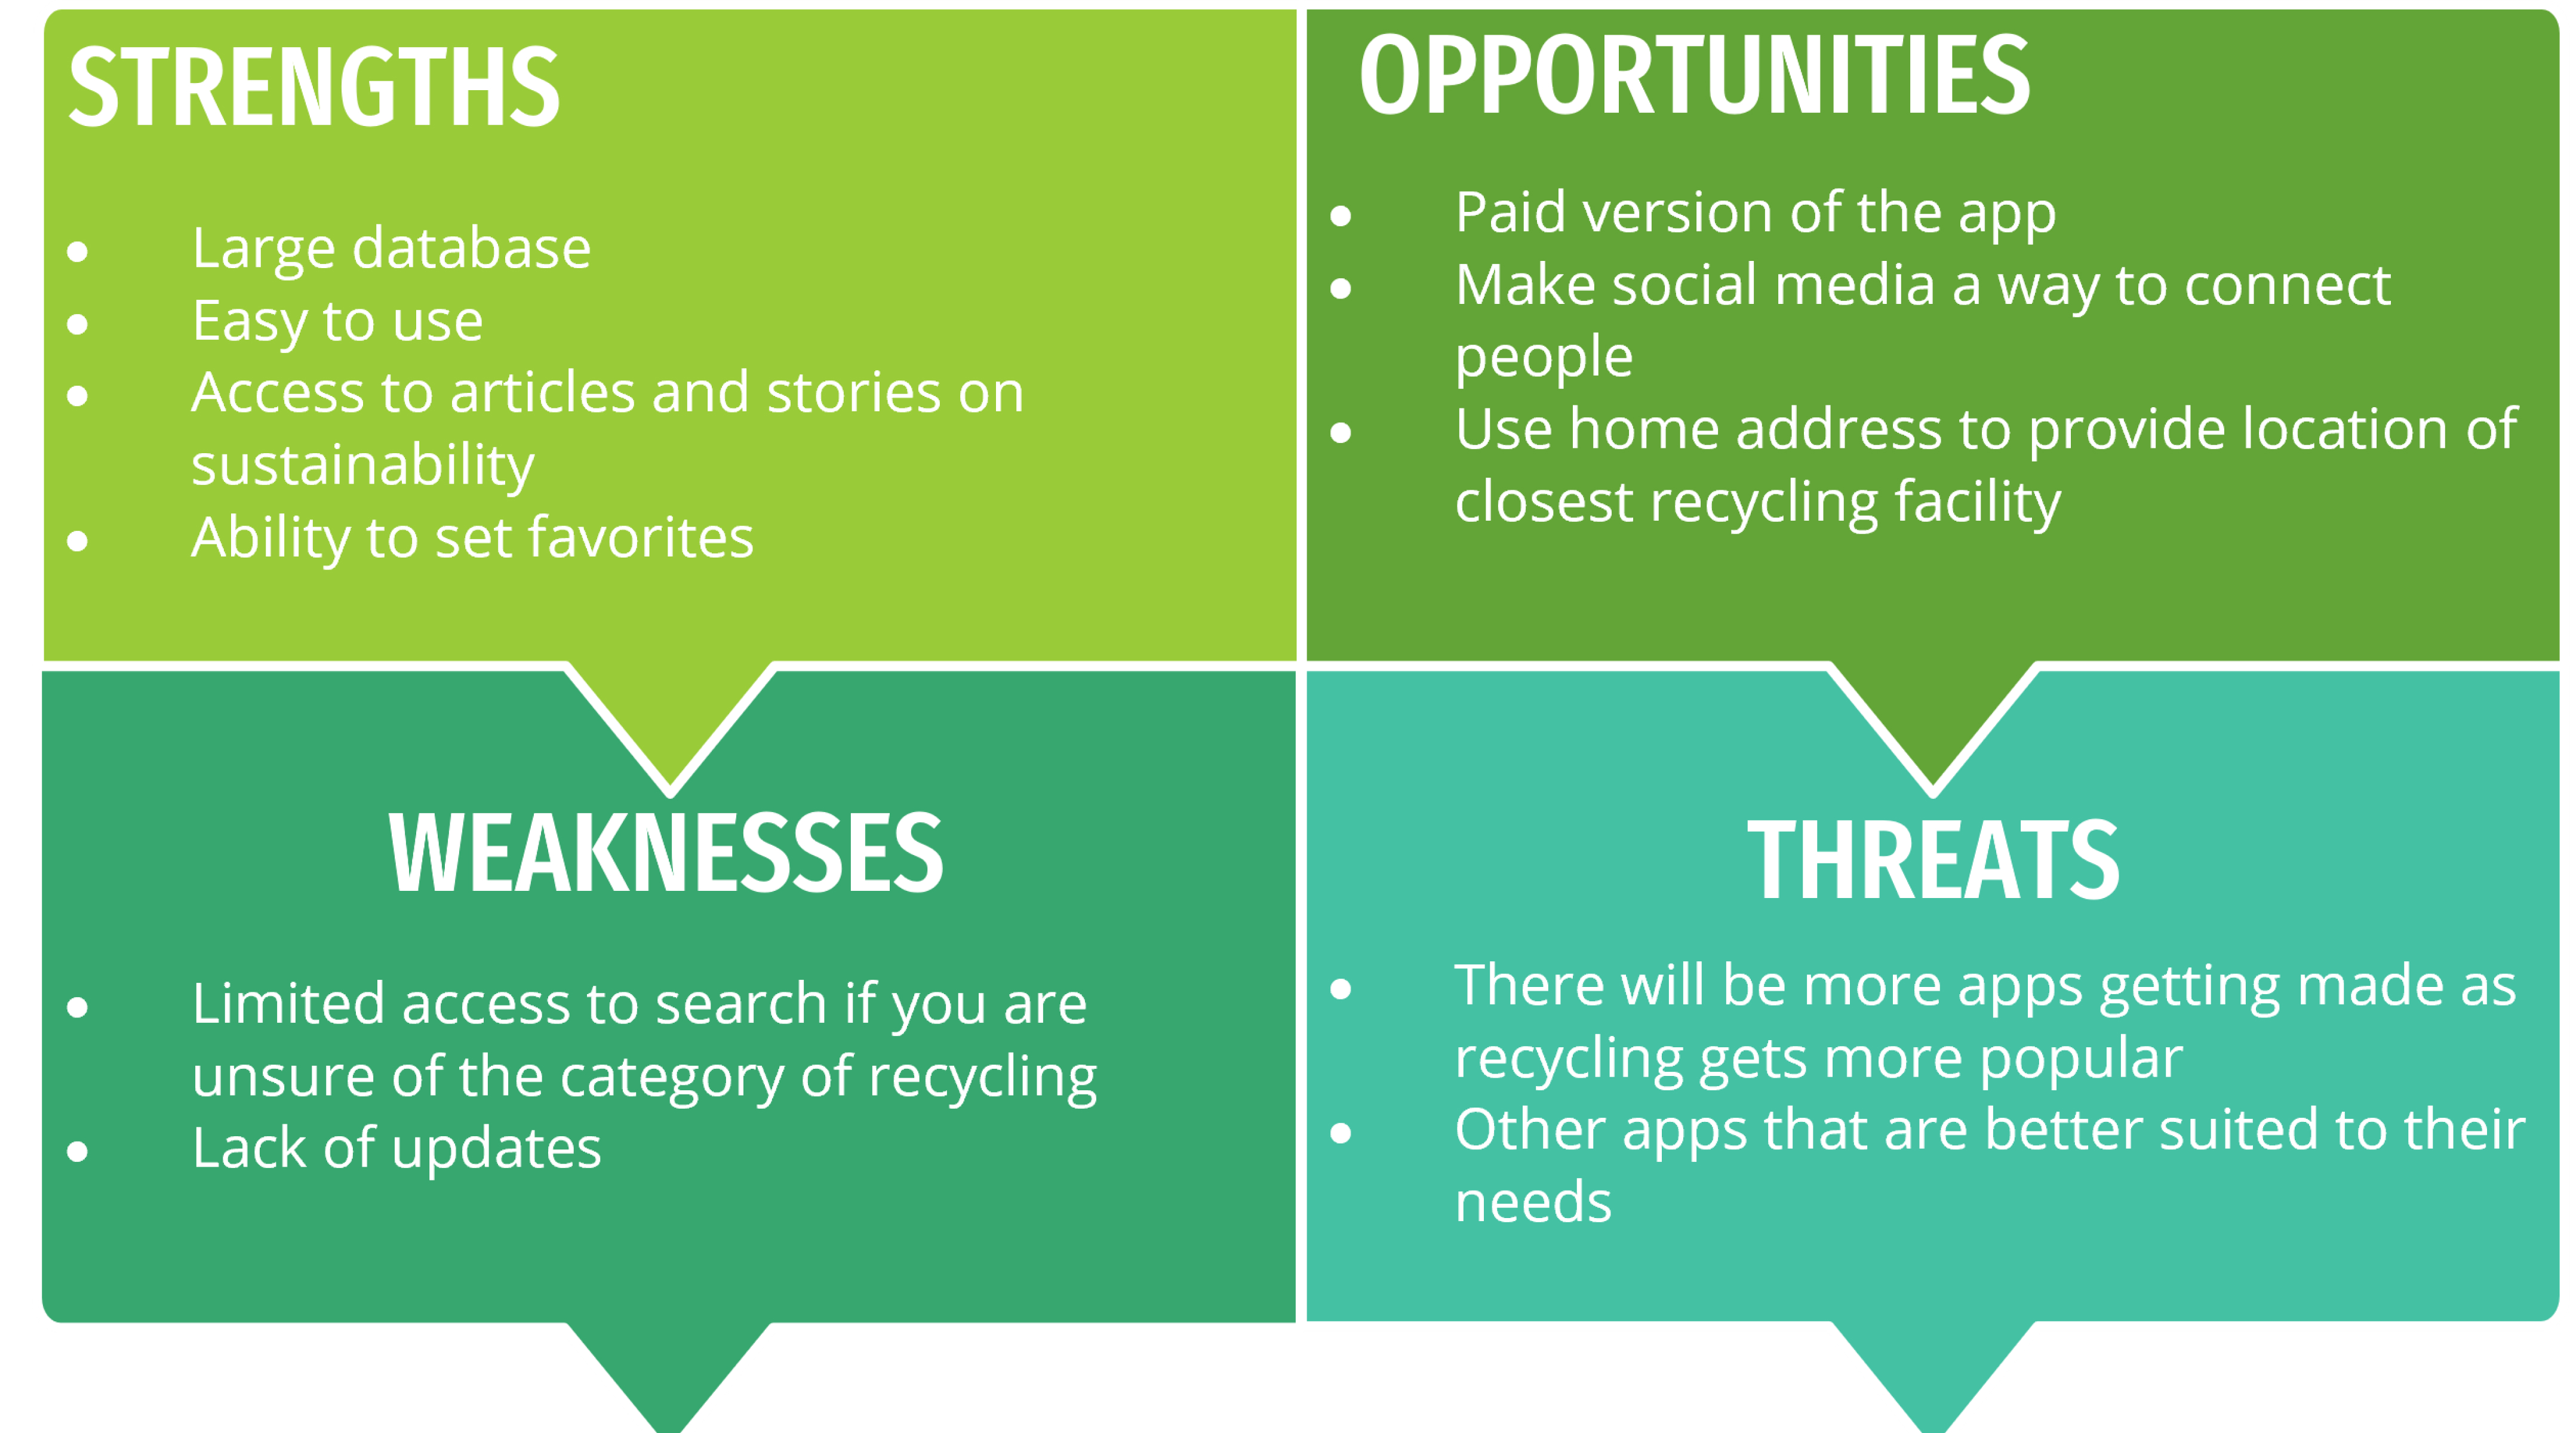 STRENGTHS
• Large database
• Easy to use
• Access to articles and stories on
sustainability
• Ability to set favorites
OPPORTUNITIES
• Paid version of the app
• Make social media a way to connect
people
• Use home address to provide location of
closest recycling facility
WEAKNESSES
• Limited access to search if you are
unsure of the category of recycling
• Lack of updates
THREATS
• There will be more apps getting made as
recycling gets more popular
• Other apps that are better suited to their
needs